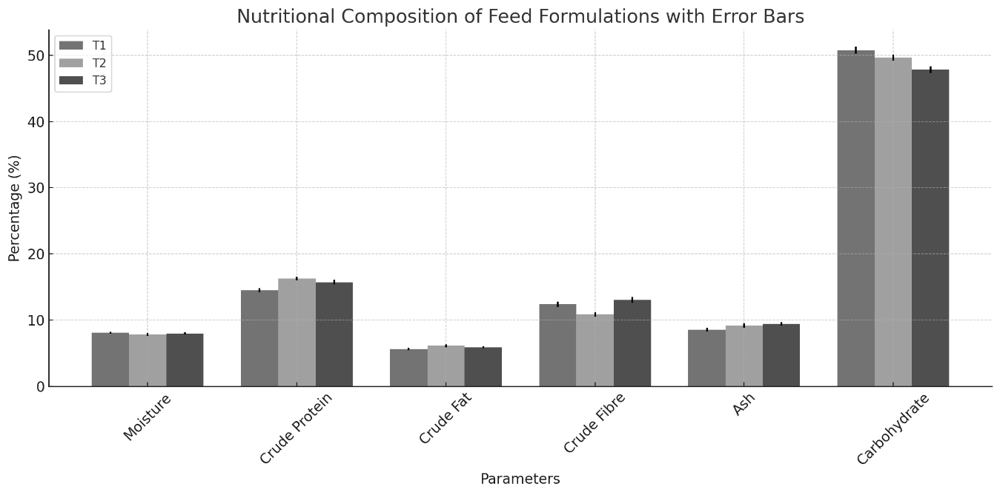 Nutritional Composition of Feed Formulations with Error Bars
T1
T2
T3
Percentage (%)
50
40
30
20
10
0
Moisture
Crude Protein
Crude Fat
Crude Fibre
Ash
Carbohydrate
Parameters